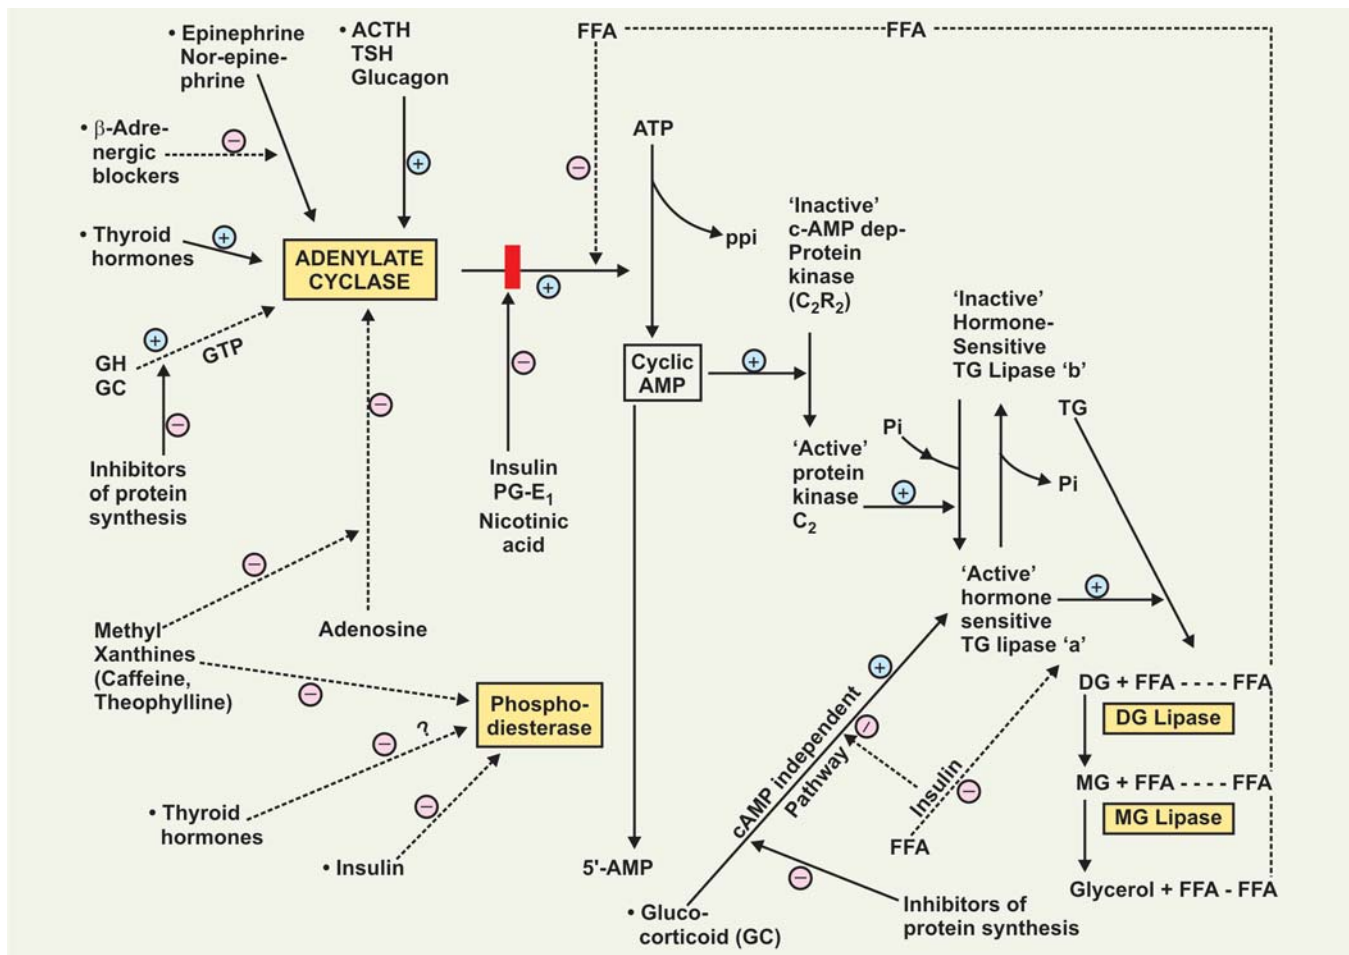 • Epinephrine
Nor-epine-
phrine
• ACTH
TSH
Glucagon
FFA
FFA
• β-Adre-
nergic
blockers
−
+
−
ATP
ppi
• Thyroid
hormones
+
ADENYLATE
CYCLASE
+
'Inactive'
c-AMP dep-
Protein
kinase
(C2R2)
GH
GC
+
GTP
−
Inhibitors
of protein
synthesis
−
−
Insulin
PG-E1
Nicotinic
acid
Cyclic
AMP
+
'Inactive'
Hormone-
Sensitive
TG Lipase 'b'
TG
Pi
Pi
'Active'
protein
kinase
C2
+
−
Methyl
Xanthines
(Caffeine,
Theophylline)
Adenosine
−
Phospho-
diesterase
−
?
• Thyroid
hormones
−
• Insulin
5'-AMP
'Active'
hormone
sensitive
TG lipase 'a'
+
+
cAMP independent
Pathway
−
Insulin
−
FFA
−
• Gluco-
corticoid (GC)
Inhibitors of
protein synthesis
DG + FFA - - - - FFA
DG Lipase
MG + FFA - - - - FFA
MG Lipase
Glycerol + FFA - FFA